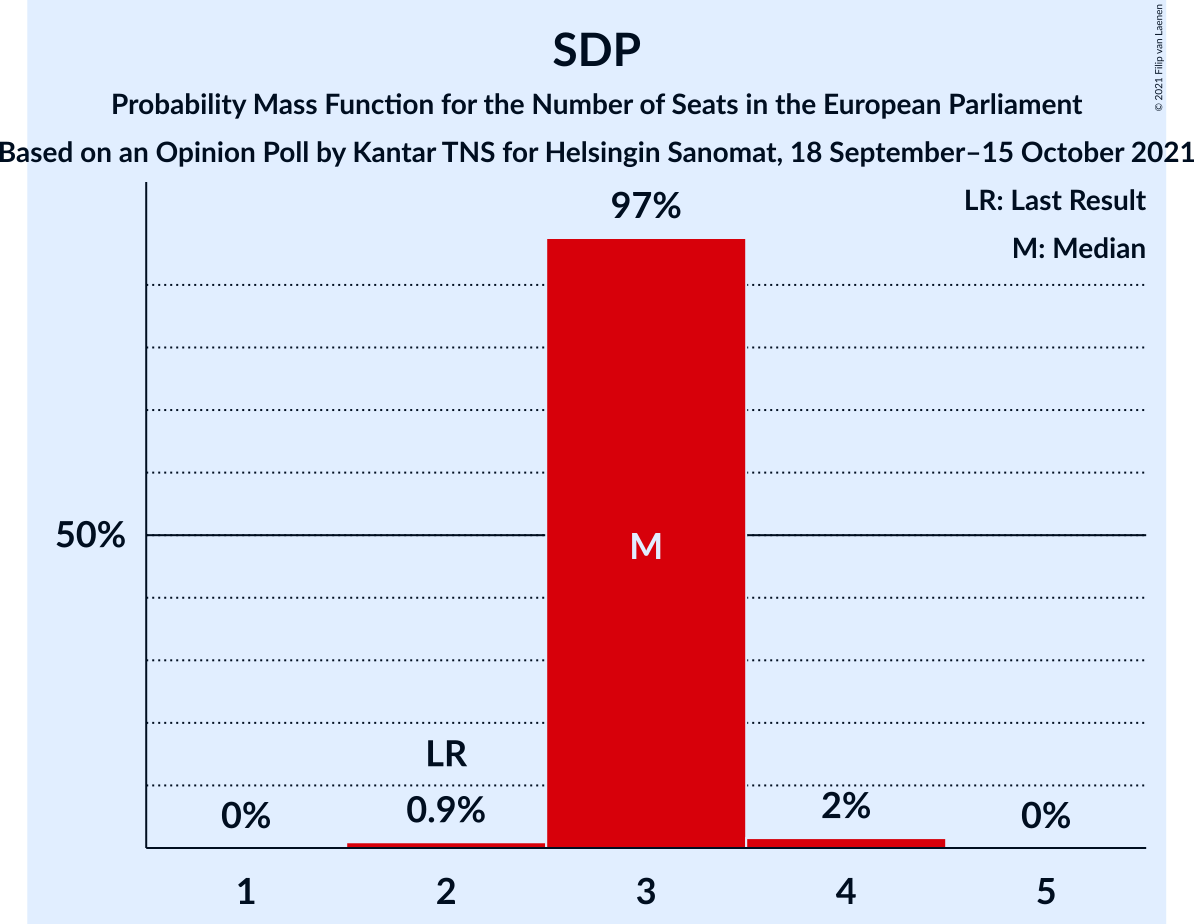 SDP
Probability Mass Function for the Number of Seats in the European Parliament
Based on an Opinion Poll by Kantar TNS for Helsingin Sanomat, 18 September–15 October 2021
© 2021 Filip van Laenen
LR: Last Result
M: Median
97%
50%
M
LR
0% 0.9% 2% 0%
1 2 3 4 5